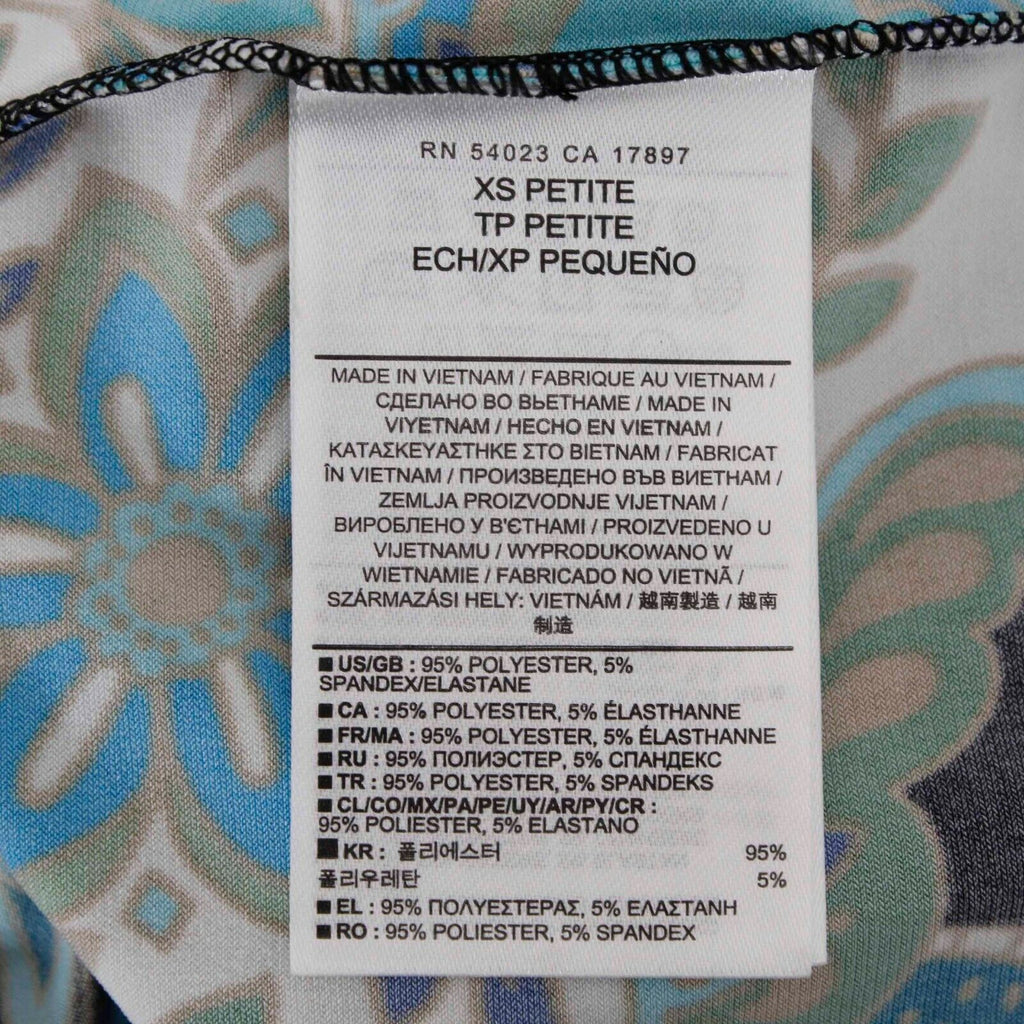 RN 54023 CA 17897
XS PETITE
TP PETITE
ECH/XP PEQUEÑO
MADE IN VIETNAM / FABRIQUE AU VIETNAM /
СДЕЛАНО ВО ВЬЕТНАМЕ / MADE IN
VIYETNAM / HECHO EN VIETNAM /
ΚΑΤΑΣΚΕΥΑΣΤΗΚΕ ΣΤΟ ΒΙΕΤΝΑΜ / FABRICAT
ÎN VIETNAM / ПРОИЗВЕДЕНО ВЪВ ВИЕТНАМ /
ZEMLJA PROIZVODNJE VIJETNAM /
ВИРОБЛЕНО У В'ЄТНАМІ / PROIZVEDENO U
VIJETNAMU / WYPRODUKOWANO W
WIETNAMIE / FABRICADO NO VIETNÃ /
SZÁRMAZÁSI HELY: VIETNÁM / 越南製造 / 越南
制造
■ US/GB : 95% POLYESTER, 5%
SPANDEX/ELASTANE
■ CA : 95% POLYESTER, 5% ÉLASTHANNE
■ FR/MA : 95% POLYESTER, 5% ÉLASTHANNE
■ RU : 95% ПОЛИЭСТЕР, 5% СПАНДЕКС
■ TR : 95% POLYESTER, 5% SPANDEKS
■ CL/CO/MX/PA/PE/UY/AR/PY/CR :
95% POLIESTER, 5% ELASTANO
■ KR : 폴리에스터 95%
폴리우레탄 5%
■ EL : 95% ΠΟΛΥΕΣΤΕΡΑΣ, 5% ΕΛΑΣΤΑΝΗ
■ RO : 95% POLIESTER, 5% SPANDEX